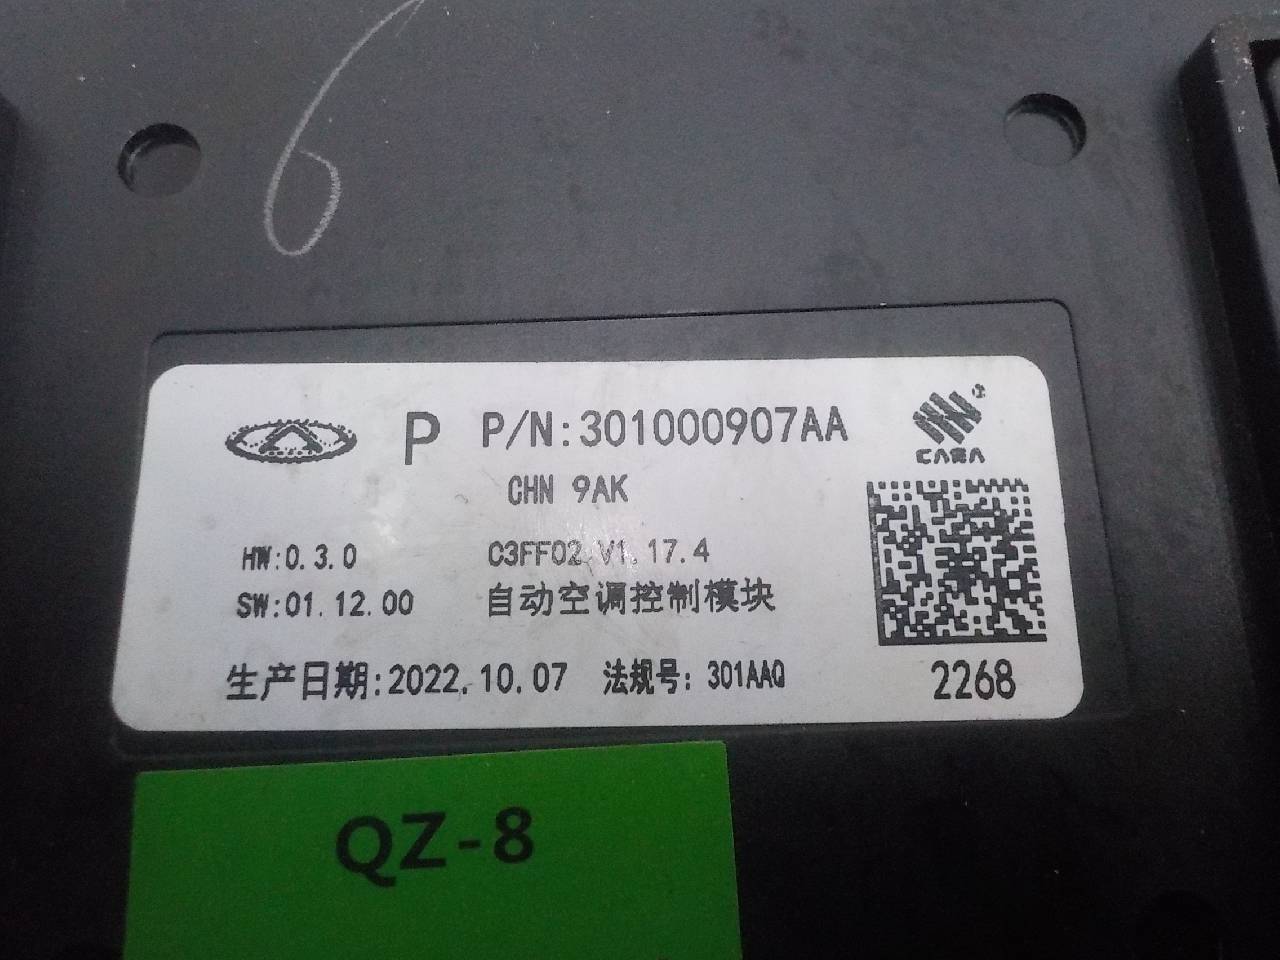 6
P P/N:301000907AA
CHN 9AK
CAERA
HW:0.3.0 C3FF02 V1.17.4
SW:01.12.00 自动空调控制模块
生产日期:2022.10.07 法规号: 301AAQ
2268
QZ-8